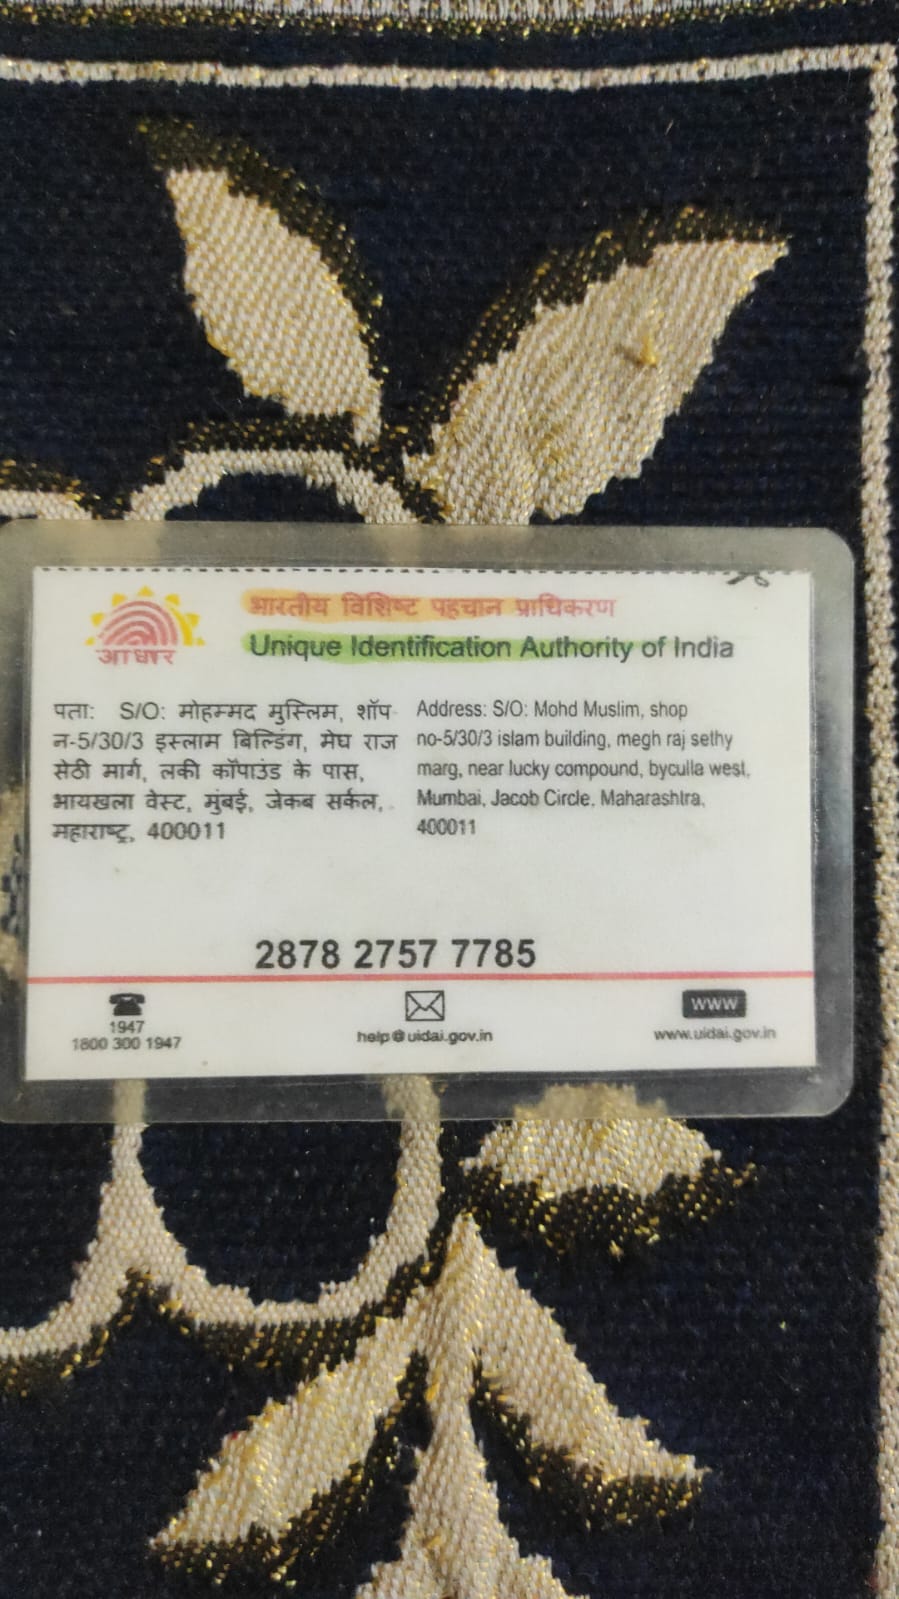 आधार
भारतीय विशिष्ट पहचान प्राधिकरण
Unique Identification Authority of India
पता: S/O: मोहम्मद मुस्लिम, शॉप
न-5/30/3 इस्लाम बिल्डिंग, मेघ राज
सेठी मार्ग, लकी कॉपाउंड के पास,
भायखला वेस्ट, मुंबई, जेकब सर्कल,
महाराष्ट्र, 400011
Address: S/O: Mohd Muslim, shop
no-5/30/3 islam building, megh raj sethy
marg, near lucky compound, byculla west,
Mumbai, Jacob Circle, Maharashtra,
400011
2878 2757 7785
1947
1800 300 1947
help@uidai.gov.in
www
www.uidai.gov.in